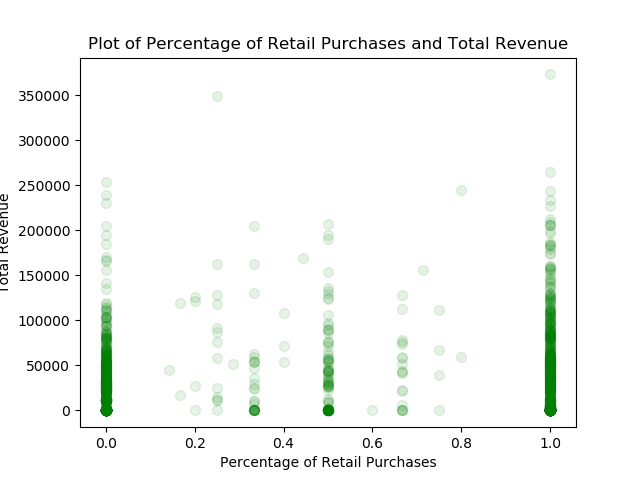 Plot of Percentage of Retail Purchases and Total Revenue
Total Revenue
350000
300000
250000
200000
150000
100000
50000
0
0.0 0.2 0.4 0.6 0.8 1.0
Percentage of Retail Purchases